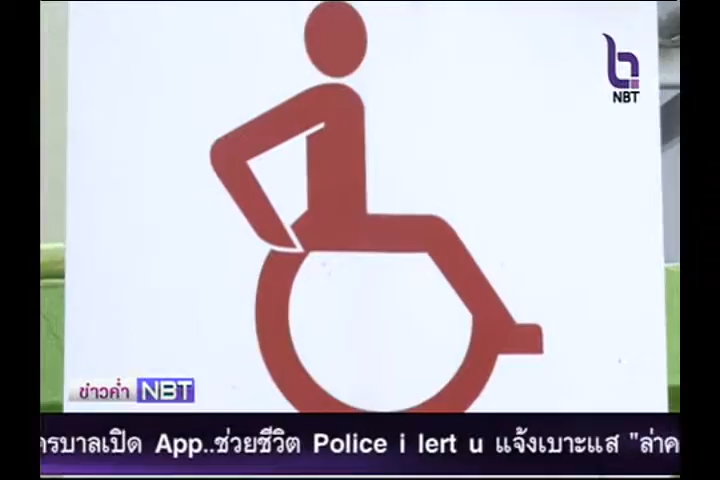 NBT
ข่าวค่ำ NBT
ครบาลเปิด App..ช่วยชีวิต Police i lert u แจ้งเบาะแส "ล่าค